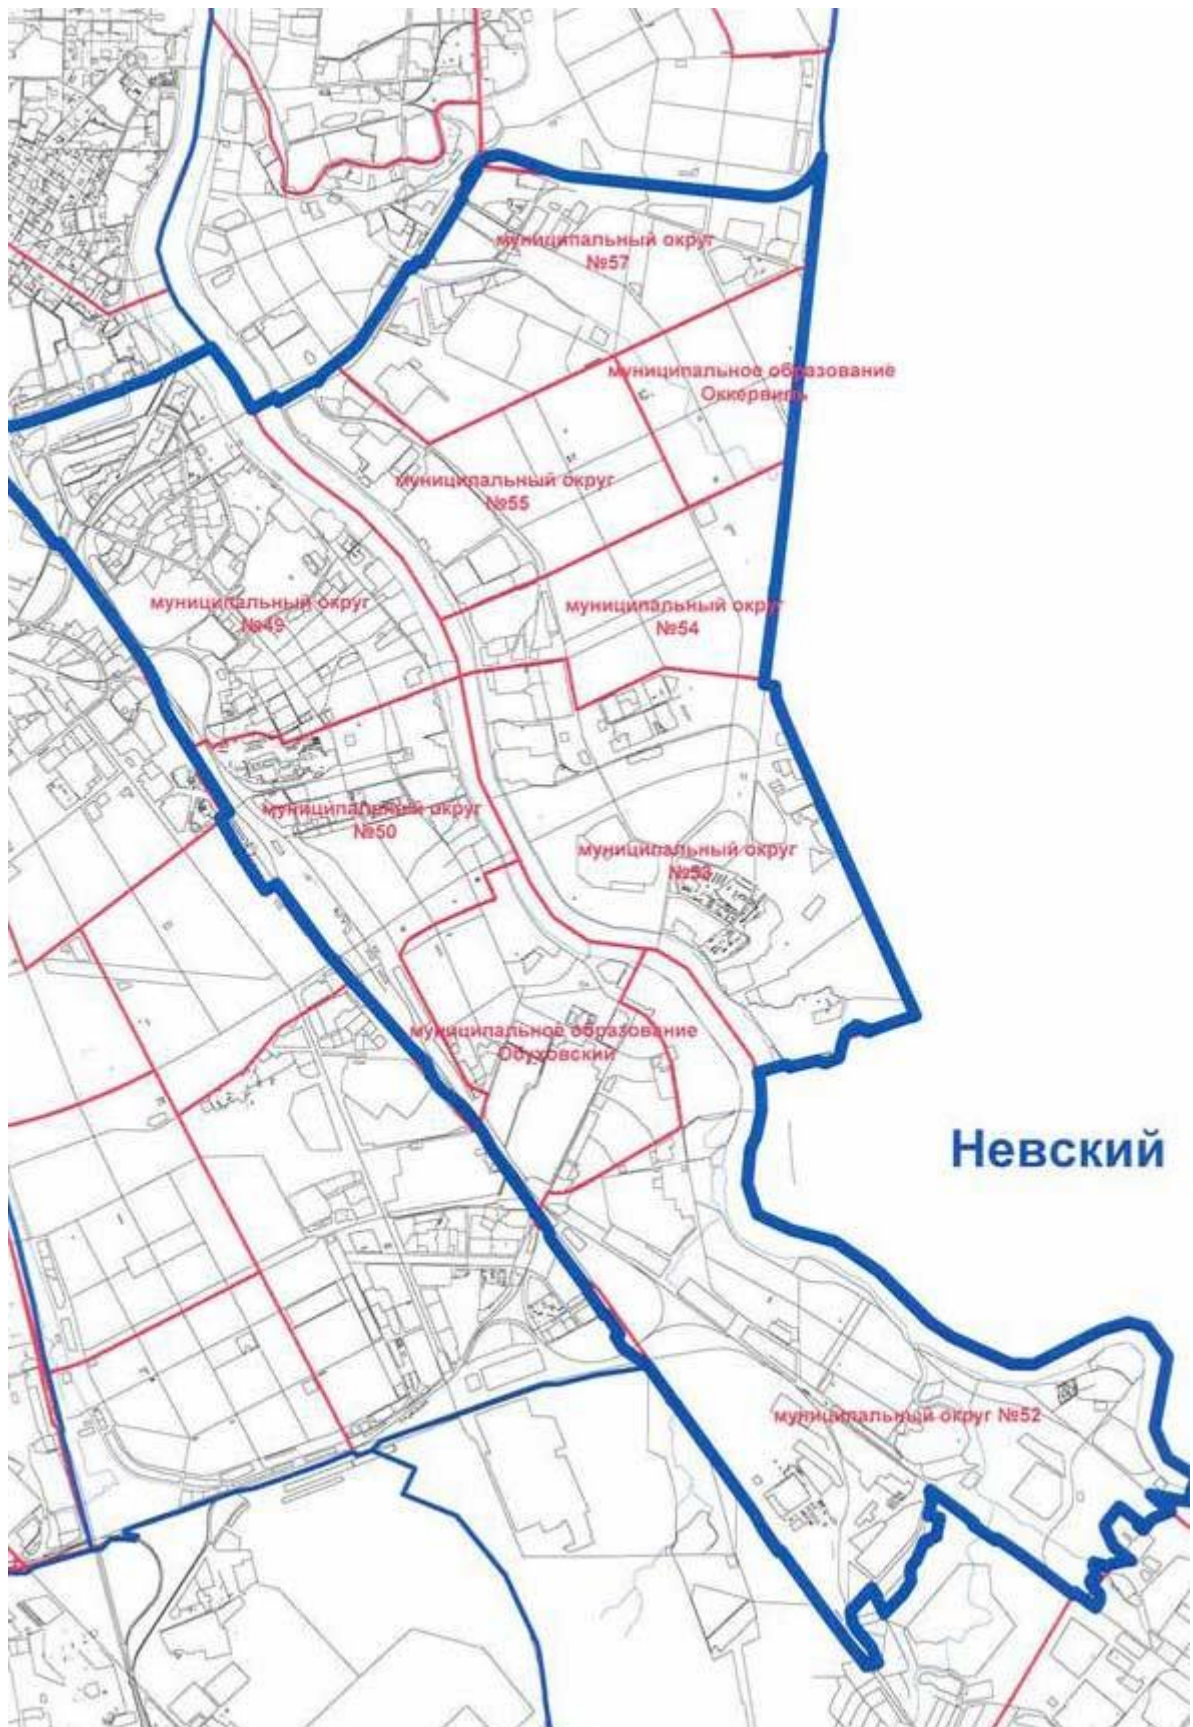 муниципальный округ
№57
муниципальное образование
Оккервиль
муниципальный округ
№55
муниципальный округ
№49
муниципальный округ
№54
муниципальный округ
№50
муниципальный округ
№53
муниципальное образование
Обуховский
Невский
муниципальный округ №52